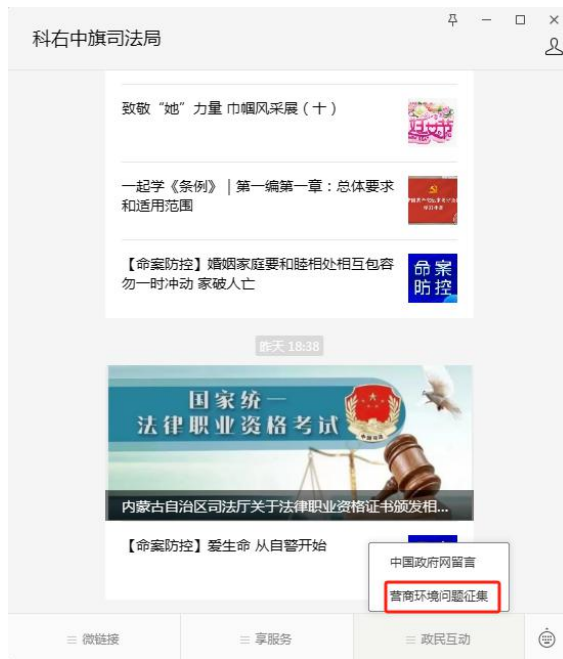 科右中旗司法局
致敬“她”力量 巾帼风采展（十）
一起学《条例》｜第一编第一章：总体要求
和适用范围
【命案防控】婚姻家庭要和睦相处相互包容
勿一时冲动 家破人亡
命案
防控
昨天 18:38
国家统一
法律职业资格考试
内蒙古自治区司法厅关于法律职业资格证书颁发相...
【命案防控】爱生命 从自警开始
中国政府网留言
营商环境问题征集
微链接
享服务
政民互动